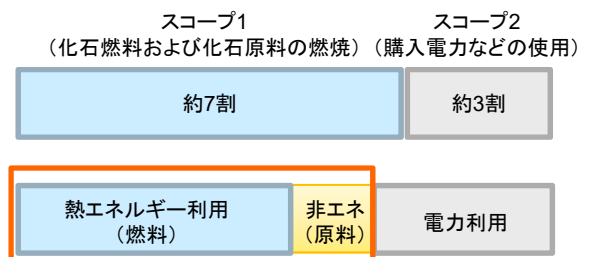 スコープ1
（化石燃料および化石原料の燃焼）
スコープ2
（購入電力などの使用）
約7割
約3割
熱エネルギー利用
（燃料）
非エネ
（原料）
電力利用